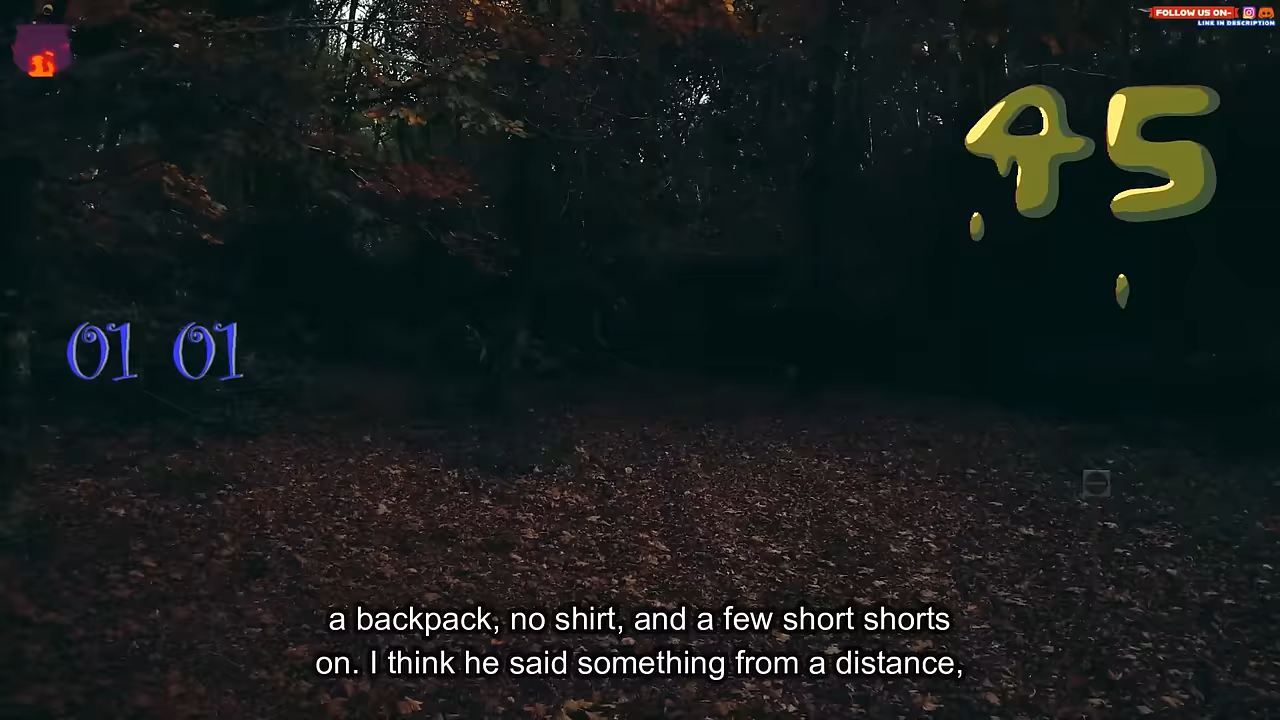 FOLLOW US ON-
LINK IN DESCRIPTION
45
01 01
a backpack, no shirt, and a few short shorts
on. I think he said something from a distance,